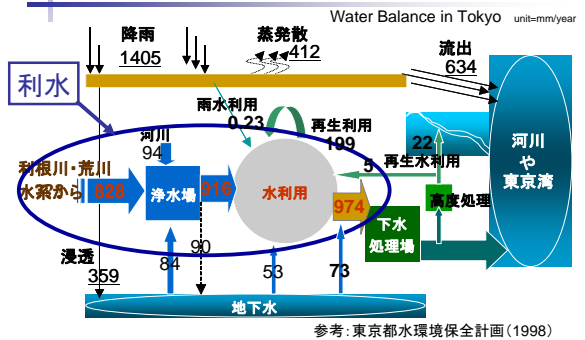 Water Balance in Tokyo unit=mm/year
降雨
1405
蒸発散
412
流出
634
利水
雨水利用
0.23
再生利用
199
河川
94
22
5
再生水利用
河川
や
東京湾
利根川・荒川
水系から
828
浄水場
916
水利用
974
高度処理
下水
処理場
浸透
359
84
90
53
73
地下水
参考:東京都水環境保全計画(1998)